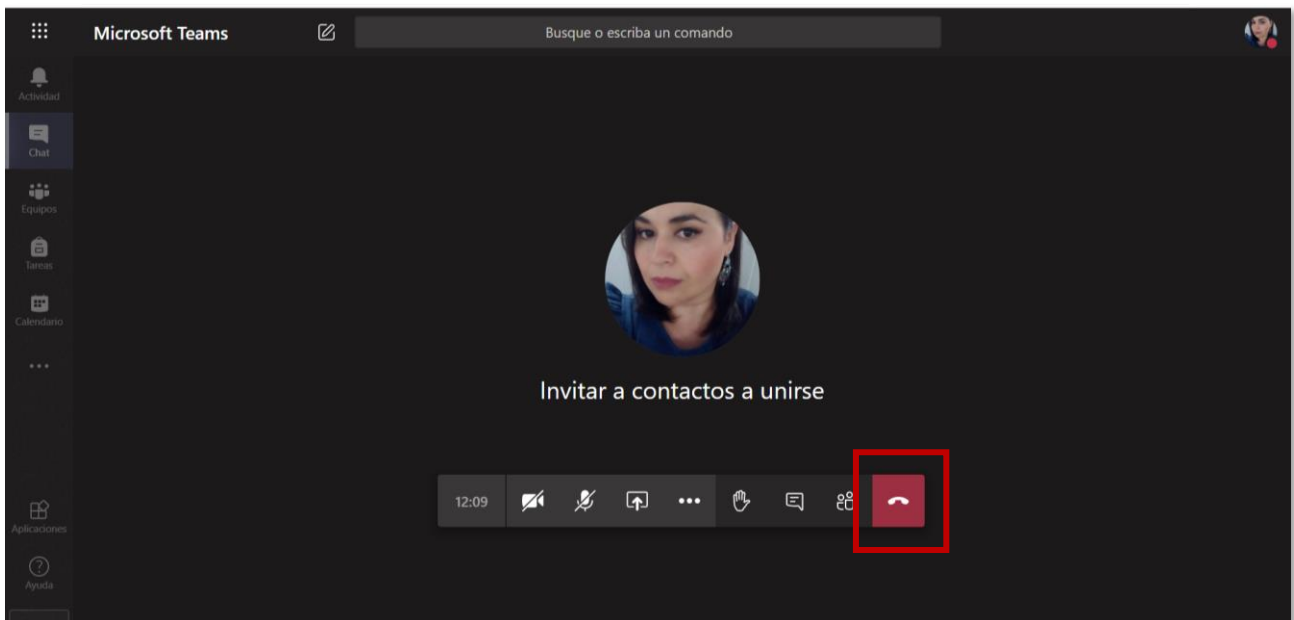 Microsoft Teams
Busque o escriba un comando
Actividad
Chat
Equipos
Tareas
Calendario
Invitar a contactos a unirse
12:09
Aplicaciones
Ayuda